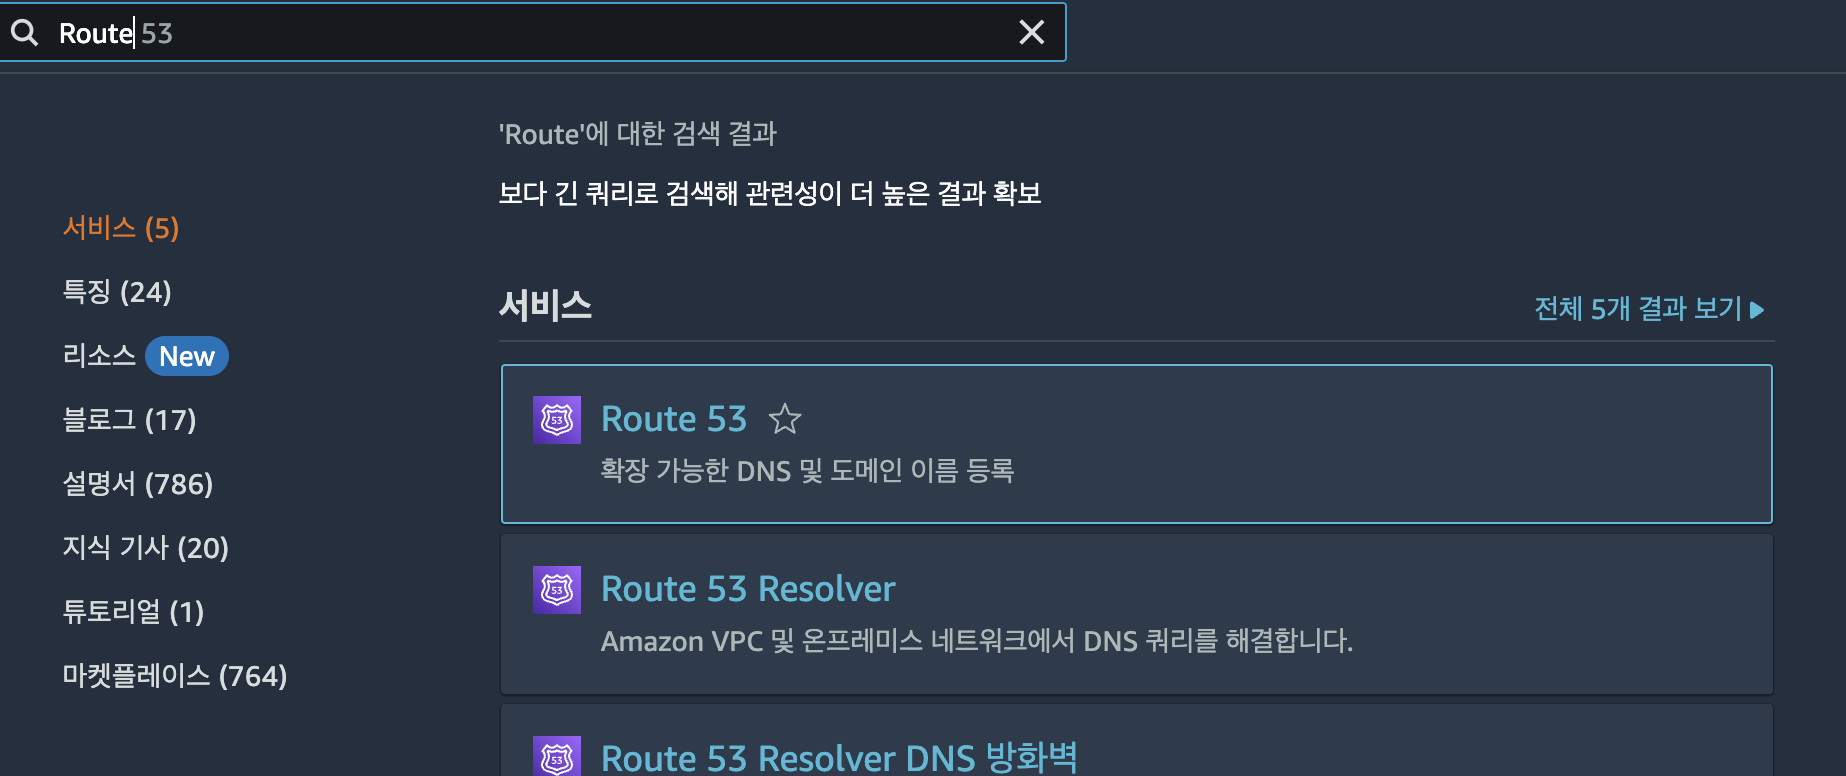 Route 53
'Route'에 대한 검색 결과
보다 긴 쿼리로 검색해 관련성이 더 높은 결과 확보
서비스 (5)
특징 (24)
리소스 New
블로그 (17)
설명서 (786)
지식 기사 (20)
튜토리얼 (1)
마켓플레이스 (764)
서비스
전체 5개 결과 보기
53
Route 53
확장 가능한 DNS 및 도메인 이름 등록
53
Route 53 Resolver
Amazon VPC 및 온프레미스 네트워크에서 DNS 쿼리를 해결합니다.
53
Route 53 Resolver DNS 방화벽